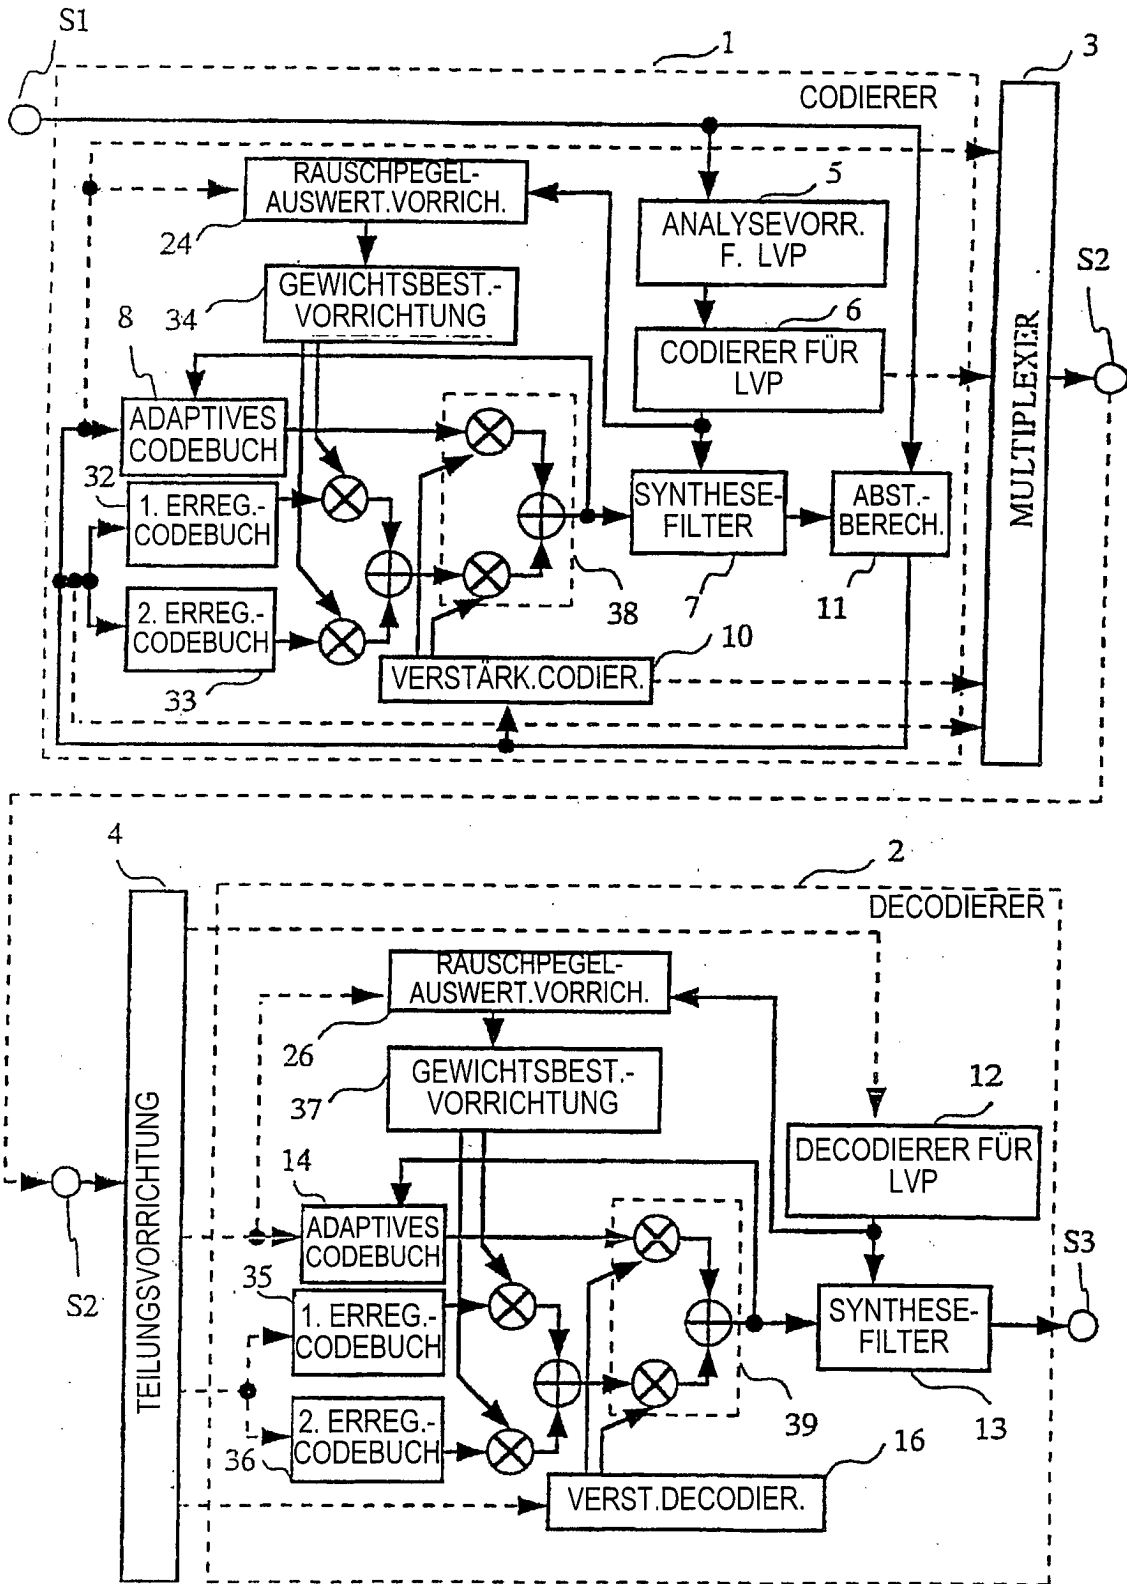 S1
1
3
CODIERER
RAUSCHPEGEL-
AUSWERT.VORRICH.
24
5
ANALYSEVORR.
F. LVP
S2
GEWICHTSBEST.-
VORRICHTUNG
34
8
6
CODIERER FÜR
LVP
MULTIPLEXER
ADAPTIVES
CODEBUCH
32
1. ERREG.-
CODEBUCH
SYNTHESE-
FILTER
ABST.-
BERECH.
7
11
38
2. ERREG.-
CODEBUCH
33
10
VERSTÄRK.CODIER.
4
2
DECODIERER
RAUSCHPEGEL-
AUSWERT.VORRICH.
26
GEWICHTSBEST.-
VORRICHTUNG
37
12
DECODIERER FÜR
LVP
TEILUNGSVORRICHTUNG
S2
14
ADAPTIVES
CODEBUCH
S3
35
1. ERREG.-
CODEBUCH
SYNTHESE-
FILTER
13
39
2. ERREG.-
CODEBUCH
36
16
VERST.DECODIER.